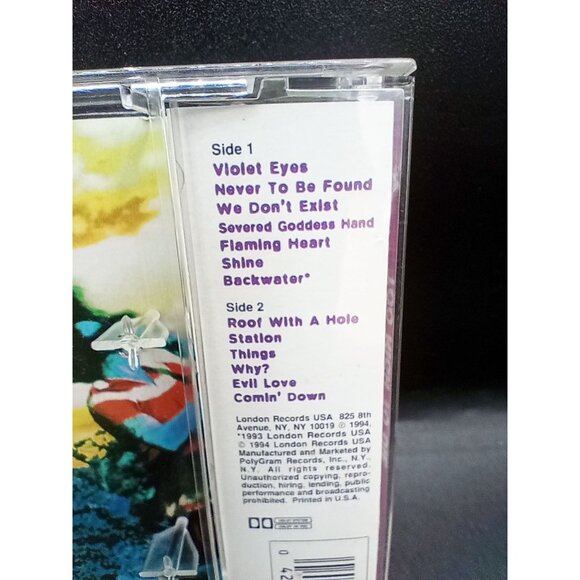 Side 1
Violet Eyes
Never To Be Found
We Don't Exist
Severed Goddess Hand
Flaming Heart
Shine
Backwater*
Side 2
Roof With A Hole
Station
Things
Why?
Evil Love
Comin' Down
London Records USA 825 8th
Avenue, NY, NY 10019 ℗ 1994,
*1993 London Records USA
© 1994 London Records USA
Manufactured and Marketed by
PolyGram Records, Inc., N.Y.,
N.Y. All rights reserved.
Unauthorized copying, repro-
duction, hiring, lending, public
performance and broadcasting
prohibited. Printed in U.S.A.
0 42